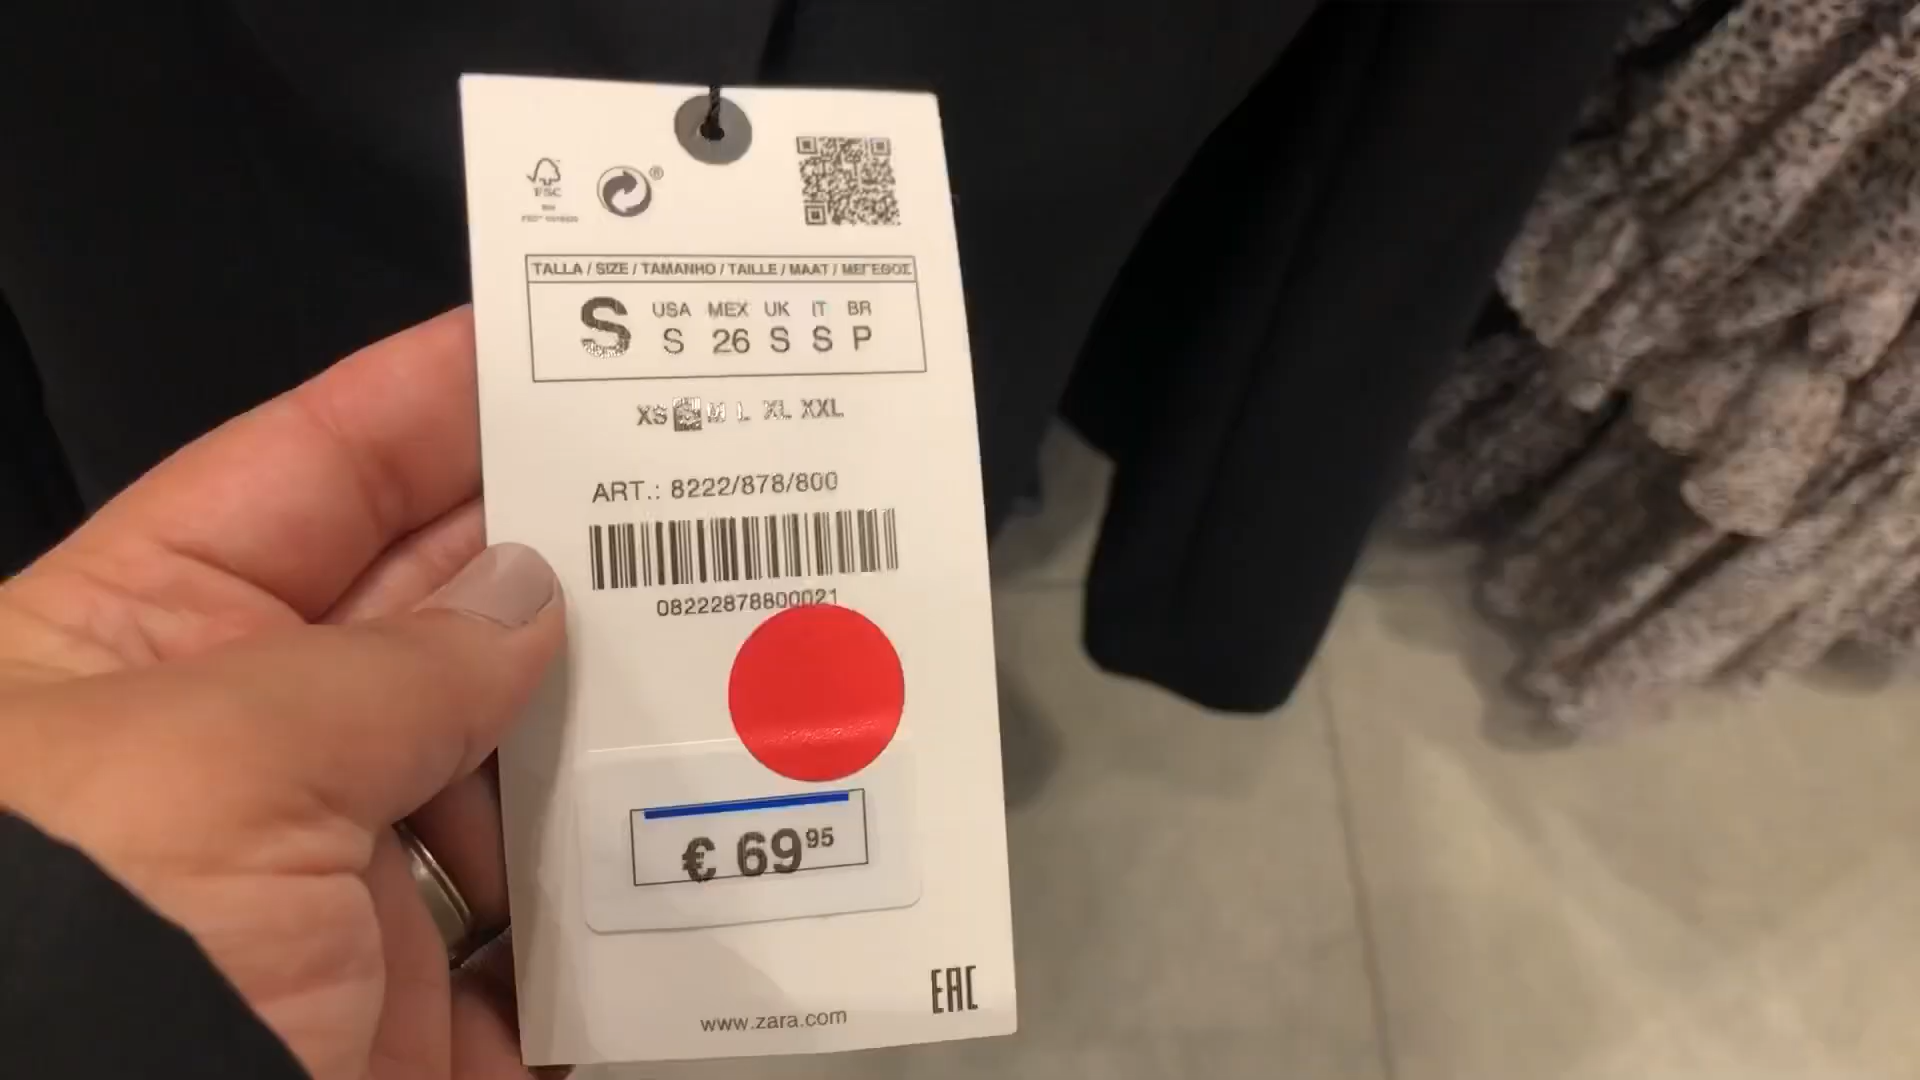 FSC
®
TALLA / SIZE / TAMANHO / TAILLE / MAAT / ΜΕΓΕΘΟΣ
S
USA MEX UK IT BR
S 26 S S P
XS S M L XL XXL
ART.: 8222/878/800
08222878800021
€ 69 95
EAC
www.zara.com